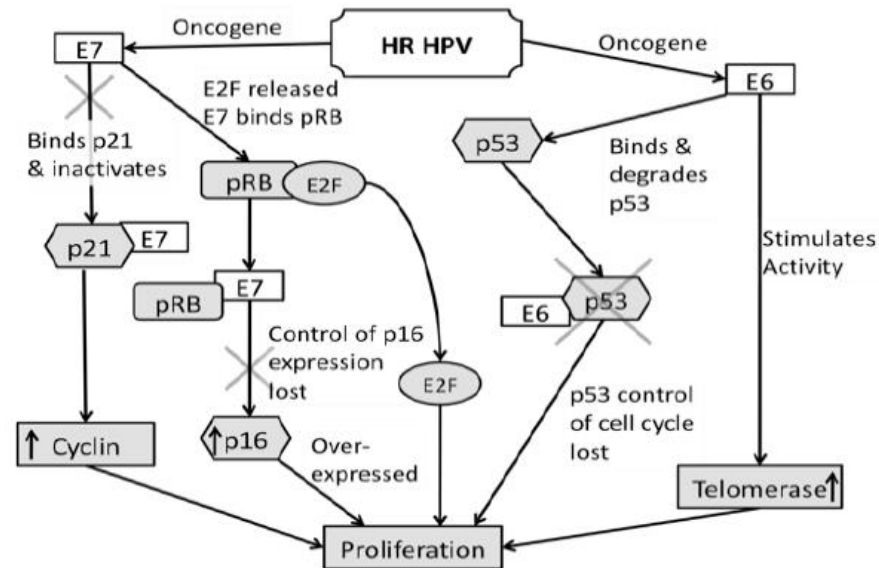 Oncogene
HR HPV
Oncogene
E7
E6
E2F released
E7 binds pRB
Binds p21
& inactivates
p53
Binds &
degrades
p53
pRB
E2F
p21
E7
Stimulates
Activity
pRB
E7
E6
p53
Control of p16
expression
lost
E2F
p53 control
of cell cycle
lost
↑ Cyclin
↑p16
Over-
expressed
Telomerase↑
Proliferation